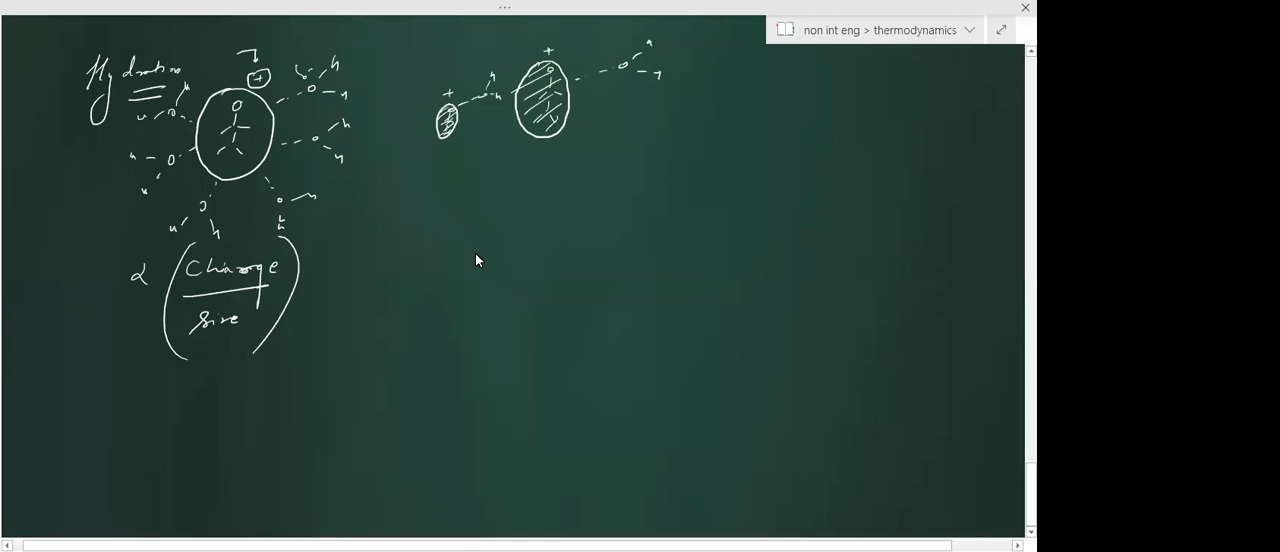 non int eng > thermodynamics
Hydration
+
H
H
O
H
H
O
O
H
H
O
H
H
O
H
H
O
H
H
α (Charge / Size)
+
+
O
H
H
O
H
H